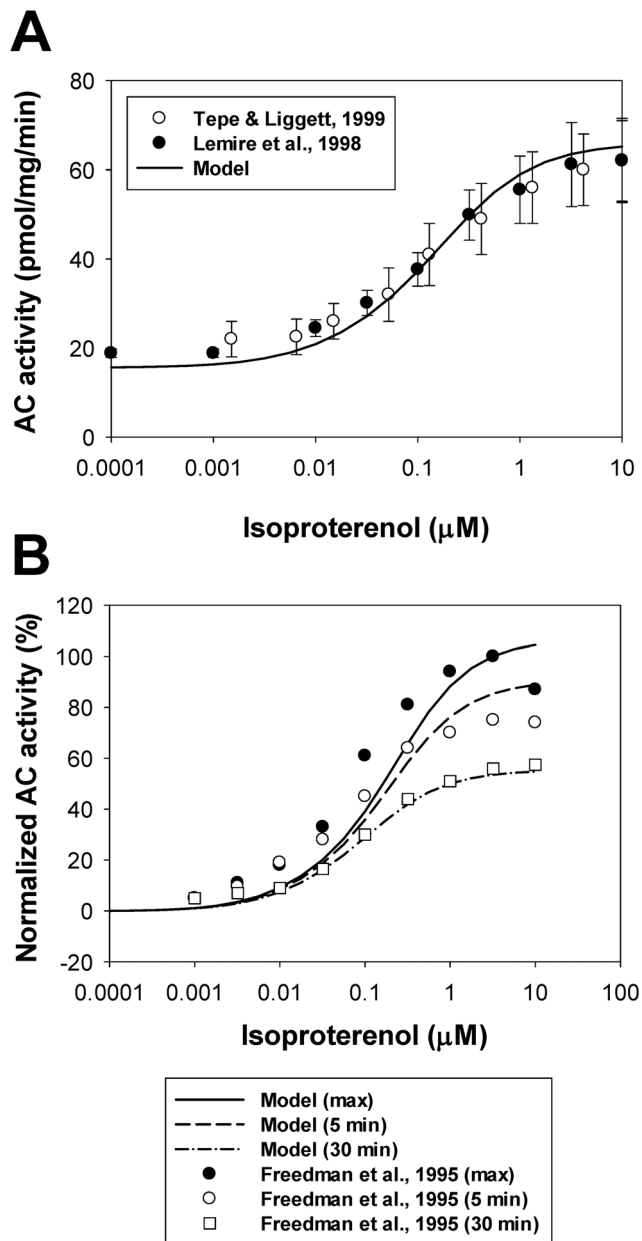 A
80
60
40
20
0
AC activity (pmol/mg/min)
Tepe & Liggett, 1999
Lemire et al., 1998
Model
0.0001 0.001 0.01 0.1 1 10
Isoproterenol (μM)
B
120
100
80
60
40
20
0
-20
Normalized AC activity (%)
0.0001 0.001 0.01 0.1 1 10 100
Isoproterenol (μM)
Model (max)
Model (5 min)
Model (30 min)
Freedman et al., 1995 (max)
Freedman et al., 1995 (5 min)
Freedman et al., 1995 (30 min)